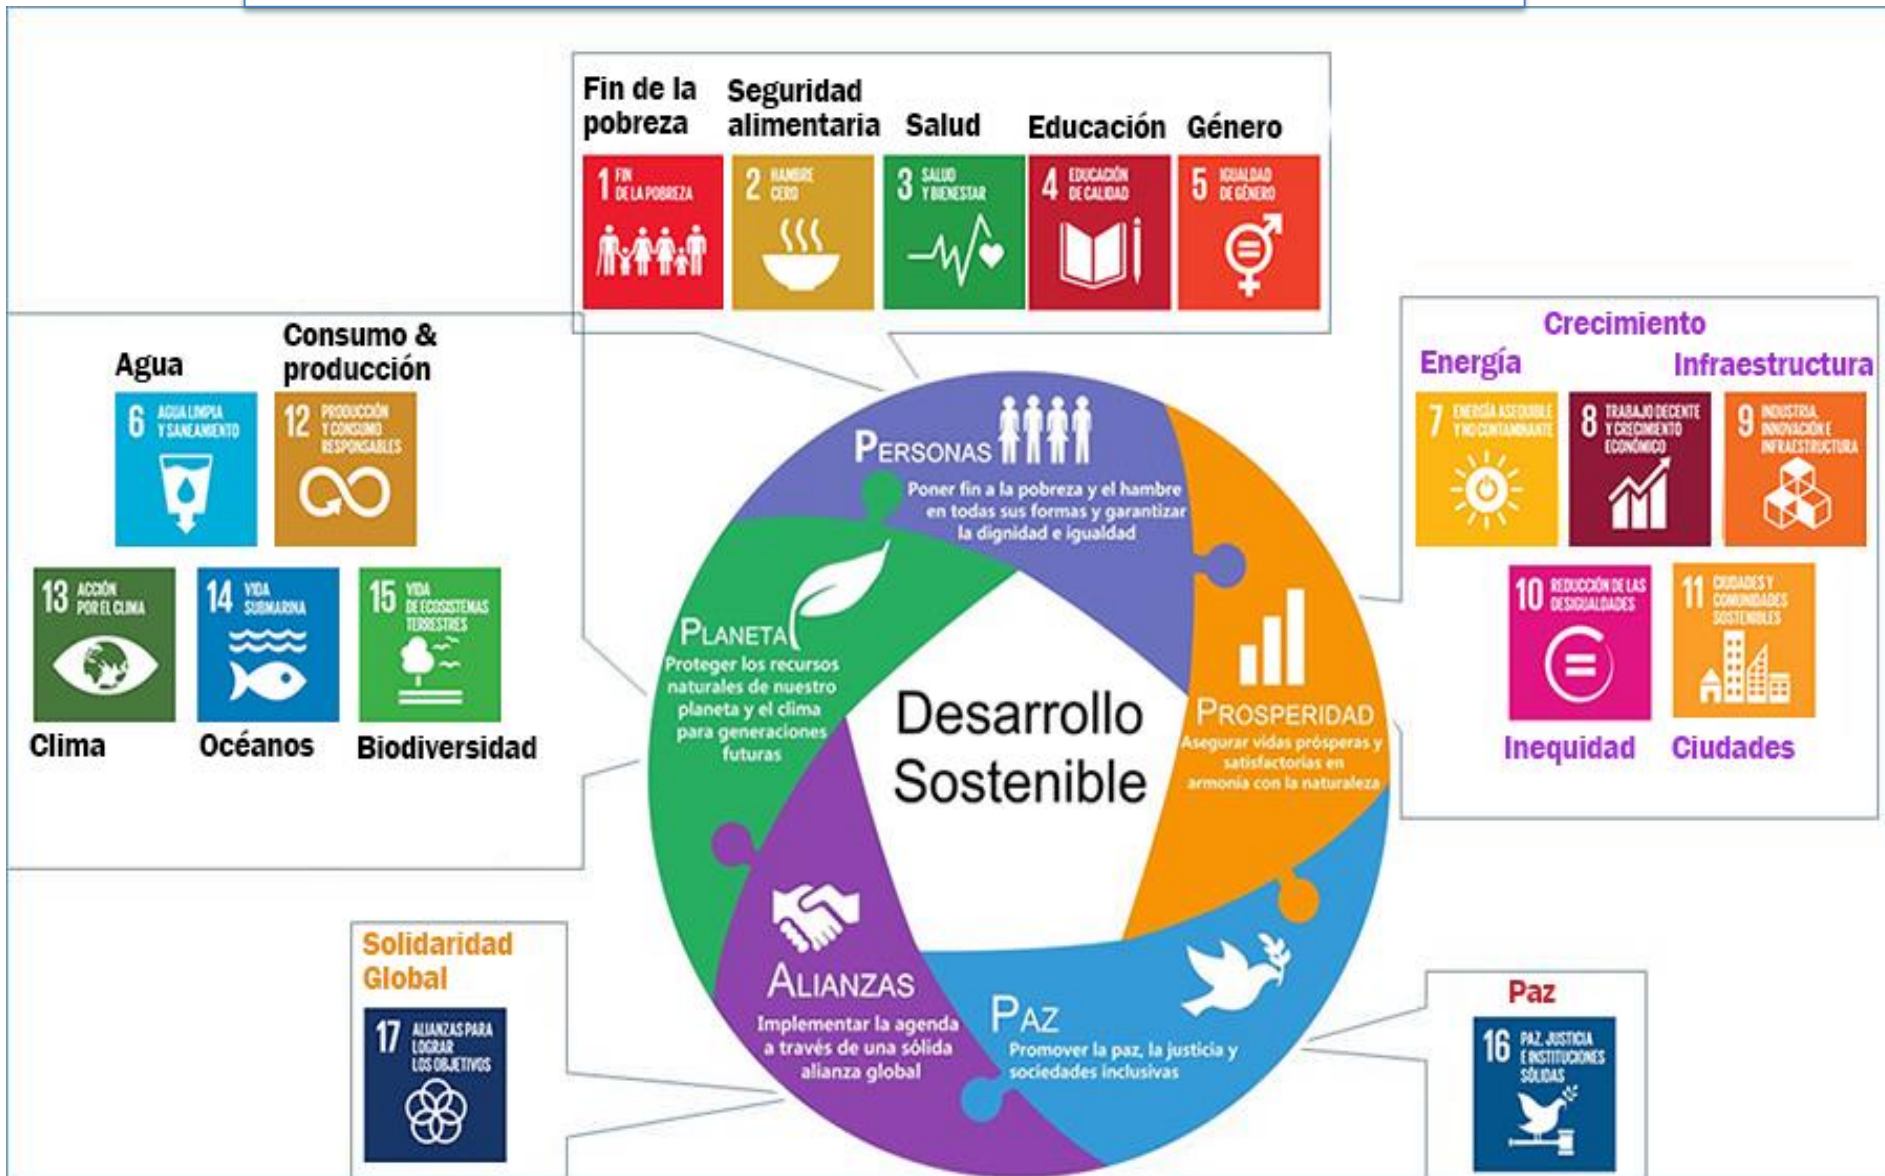 Fin de la
pobreza
Seguridad
alimentaria
Salud
Educación
Género
1 FIN
DE LA POBREZA
2 HAMBRE
CERO
3 SALUD
Y BIENESTAR
4 EDUCACIÓN
DE CALIDAD
5 IGUALDAD
DE GÉNERO
Agua
Consumo &
producción
6 AGUA LIMPIA
Y SANEAMIENTO
12 PRODUCCIÓN
Y CONSUMO
RESPONSABLES
13 ACCIÓN
POR EL CLIMA
14 VIDA
SUBMARINA
15 VIDA
DE ECOSISTEMAS
TERRESTRES
Clima
Océanos
Biodiversidad
Crecimiento
Energía
Infraestructura
7 ENERGÍA ASEQUIBLE
Y NO CONTAMINANTE
8 TRABAJO DECENTE
Y CRECIMIENTO
ECONÓMICO
9 INDUSTRIA,
INNOVACIÓN E
INFRAESTRUCTURA
10 REDUCCIÓN DE LAS
DESIGUALDADES
11 CIUDADES Y
COMUNIDADES
SOSTENIBLES
Inequidad
Ciudades
PERSONAS
Poner fin a la pobreza y el hambre
en todas sus formas y garantizar
la dignidad e igualdad
PLANETA
Proteger los recursos
naturales de nuestro
planeta y el clima
para generaciones
futuras
Desarrollo
Sostenible
PROSPERIDAD
Asegurar vidas prósperas y
satisfactorias en
armonía con la naturaleza
ALIANZAS
Implementar la agenda
a través de una sólida
alianza global
PAZ
Promover la paz, la justicia y
sociedades inclusivas
Solidaridad
Global
17 ALIANZAS PARA
LOGRAR
LOS OBJETIVOS
Paz
16 PAZ, JUSTICIA
E INSTITUCIONES
SÓLIDAS